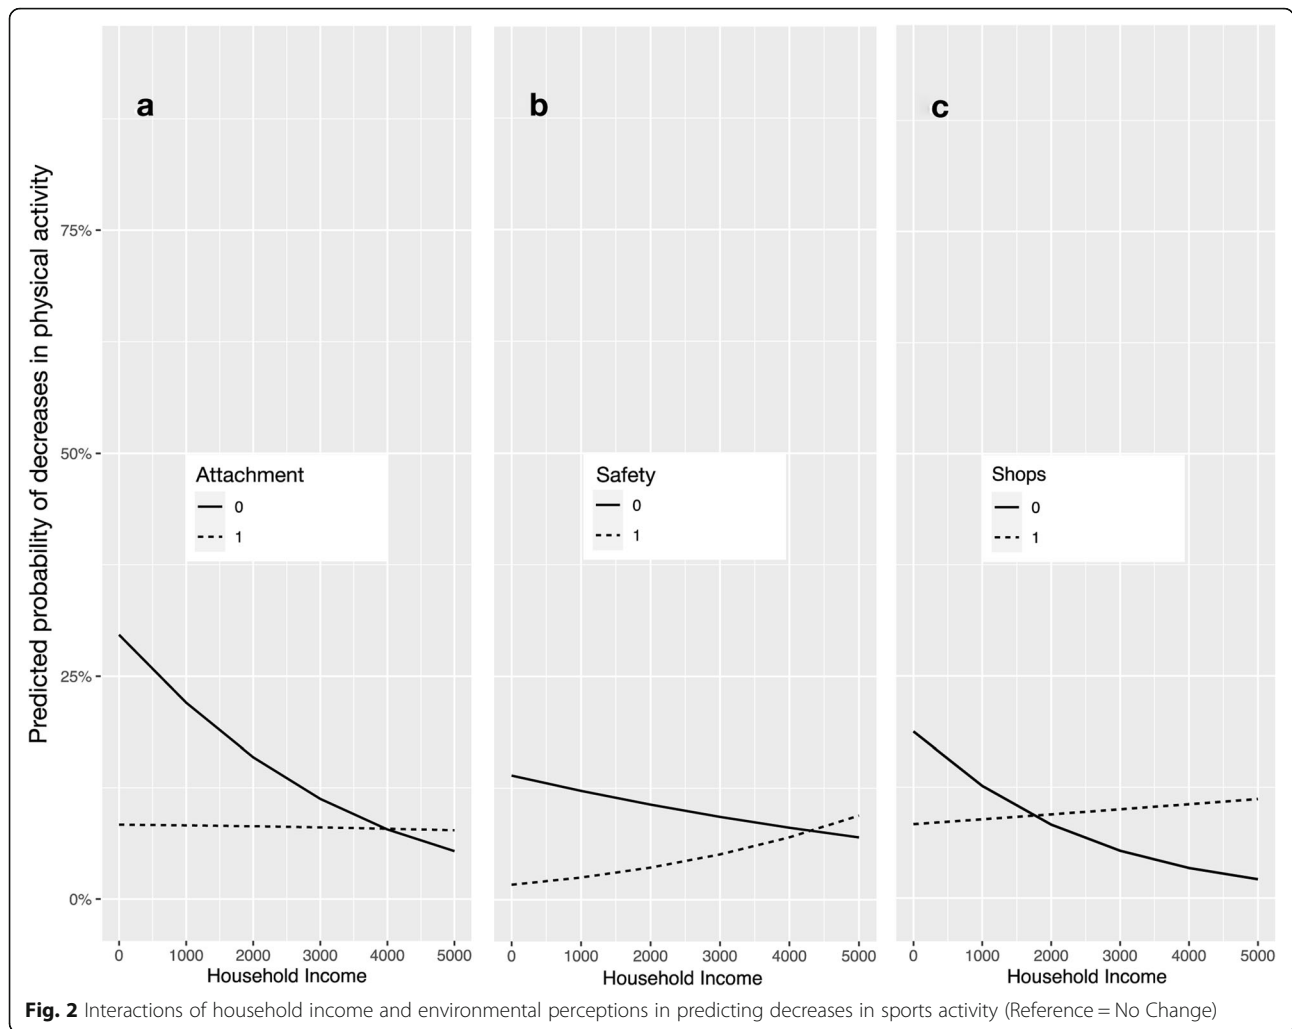 Predicted probability of decreases in physical activity
75%
50%
25%
0%
a
Attachment
0
1
0 1000 2000 3000 4000 5000
Household Income
b
Safety
0
1
0 1000 2000 3000 4000 5000
Household Income
c
Shops
0
1
0 1000 2000 3000 4000 5000
Household Income
Fig. 2 Interactions of household income and environmental perceptions in predicting decreases in sports activity (Reference = No Change)